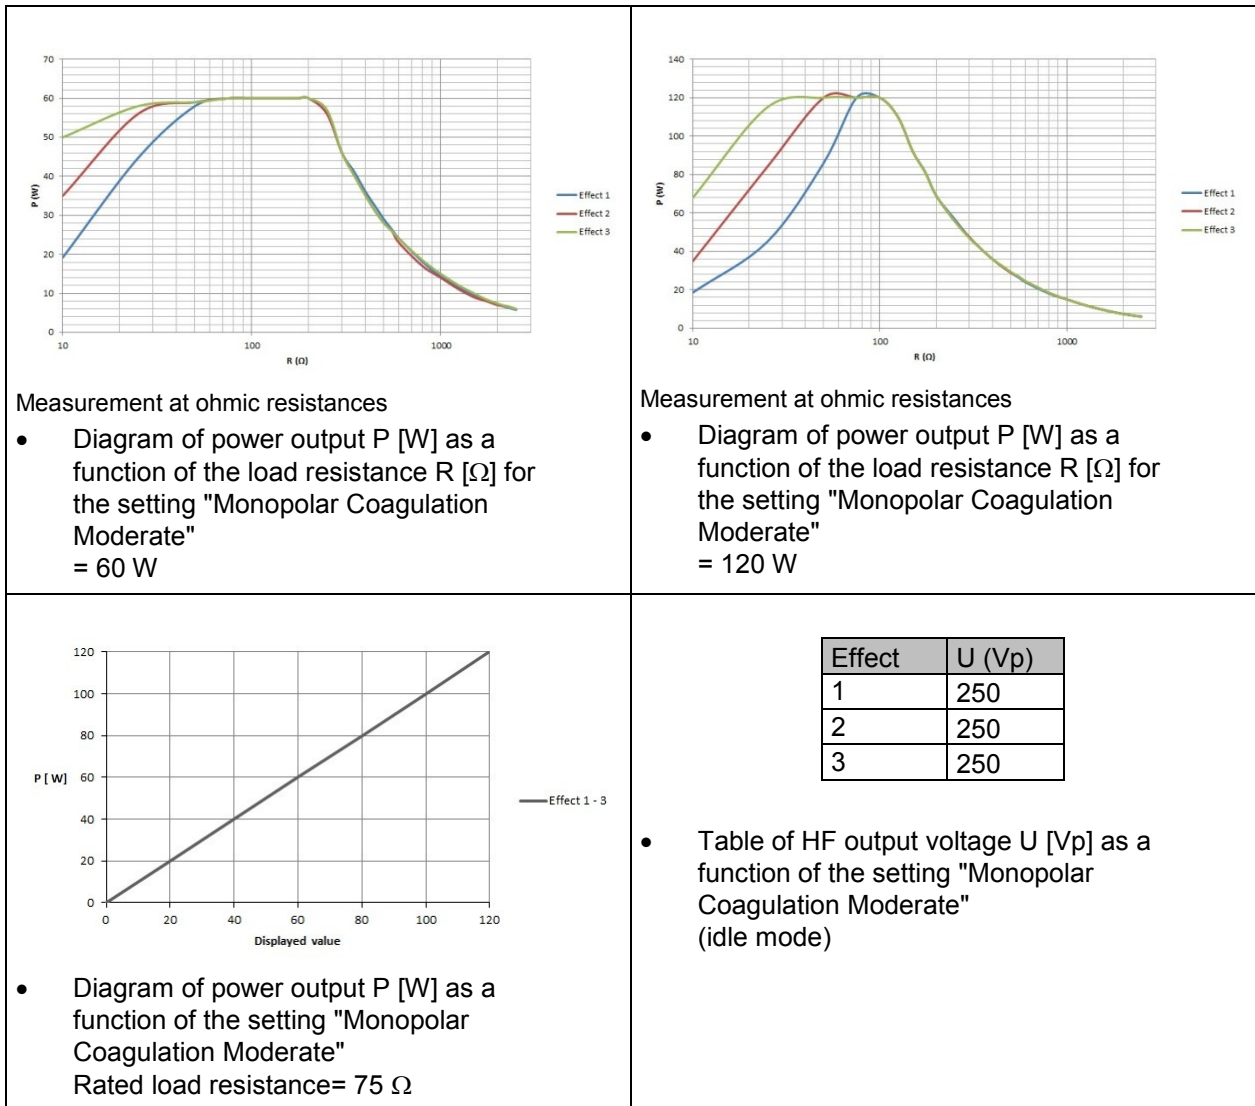 70
60
50
40
30
20
10
0
P (W)
10
100
1000
R (Ω)
Effect 1
Effect 2
Effect 3
Measurement at ohmic resistances
• Diagram of power output P [W] as a
function of the load resistance R [Ω] for
the setting "Monopolar Coagulation
Moderate"
= 60 W
140
120
100
80
60
40
20
0
P (W)
10
100
1000
R (Ω)
Effect 1
Effect 2
Effect 3
Measurement at ohmic resistances
• Diagram of power output P [W] as a
function of the load resistance R [Ω] for
the setting "Monopolar Coagulation
Moderate"
= 120 W
120
100
80
P [ W] 60
40
20
0
0 20 40 60 80 100 120
Displayed value
Effect 1 - 3
• Diagram of power output P [W] as a
function of the setting "Monopolar
Coagulation Moderate"
Rated load resistance= 75 Ω
Effect U (Vp)
1 250
2 250
3 250
• Table of HF output voltage U [Vp] as a
function of the setting "Monopolar
Coagulation Moderate"
(idle mode)